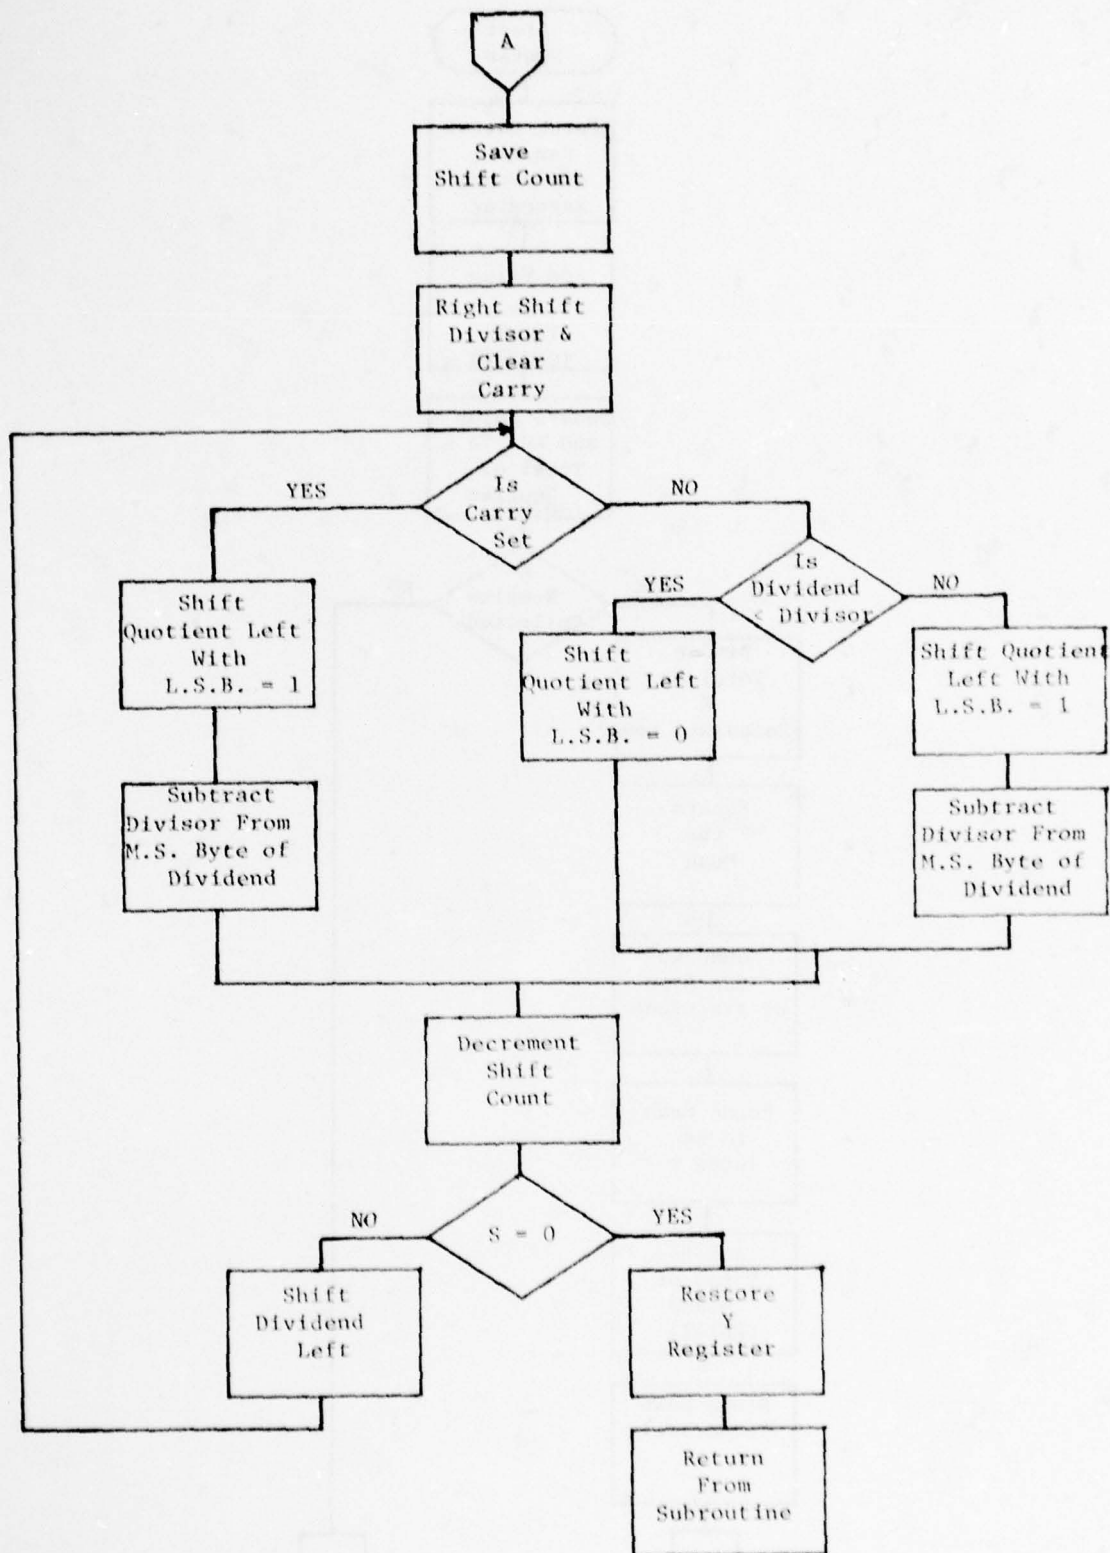 A
Save
Shift Count
Right Shift
Divisor &
Clear
Carry
YES
Is
Carry
Set
NO
Shift
Quotient Left
With
L.S.B. = 1
Subtract
Divisor From
M.S. Byte of
Dividend
YES
Is
Dividend
< Divisor
NO
Shift
Quotient Left
With
L.S.B. = 0
Shift Quotient
Left With
L.S.B. = 1
Subtract
Divisor From
M.S. Byte of
Dividend
Decrement
Shift
Count
NO
S = 0
YES
Shift
Dividend
Left
Restore
Y
Register
Return
From
Subroutine